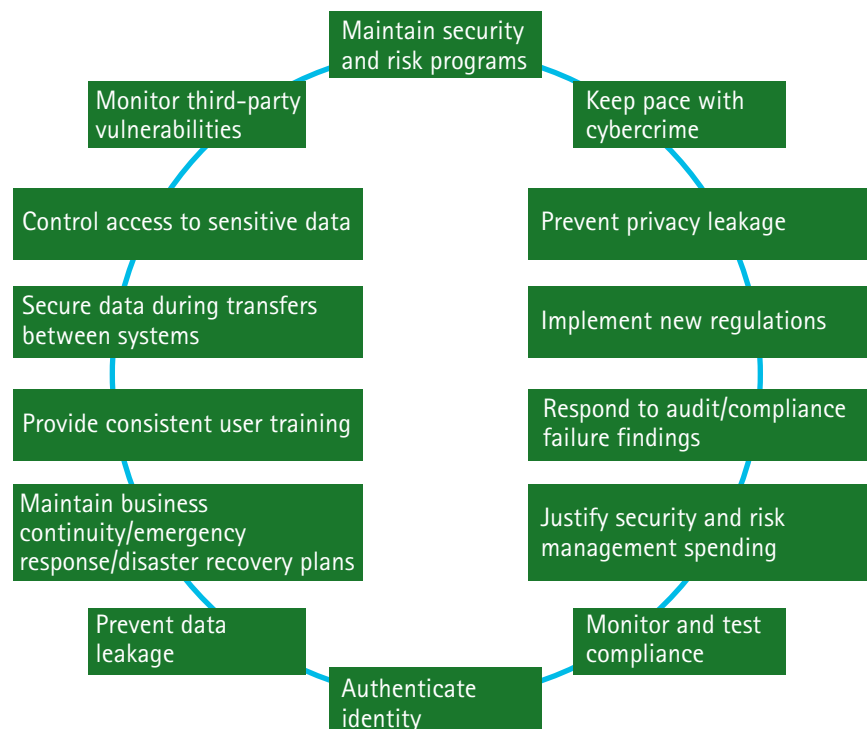 Maintain security
and risk programs
Keep pace with
cybercrime
Prevent privacy leakage
Implement new regulations
Respond to audit/compliance
failure findings
Justify security and risk
management spending
Monitor and test
compliance
Authenticate
identity
Prevent data
leakage
Maintain business
continuity/emergency
response/disaster recovery plans
Provide consistent user training
Secure data during transfers
between systems
Control access to sensitive data
Monitor third-party
vulnerabilities